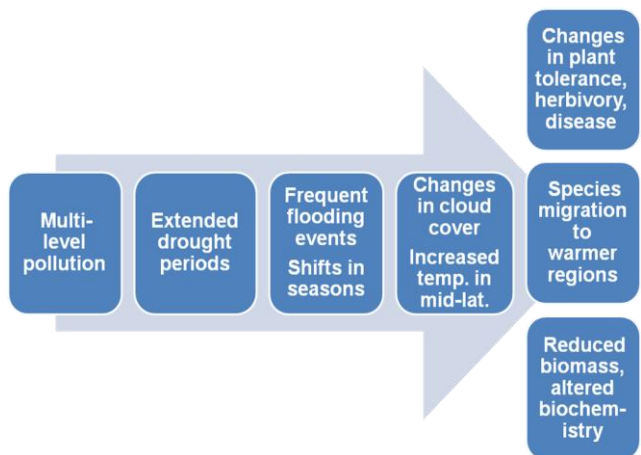 Multi-
level
pollution
Extended
drought
periods
Frequent
flooding
events
Shifts in
seasons
Changes
in cloud
cover
Increased
temp. in
mid-lat.
Changes
in plant
tolerance,
herbivory,
disease
Species
migration
to
warmer
regions
Reduced
biomass,
altered
biochem-
istry